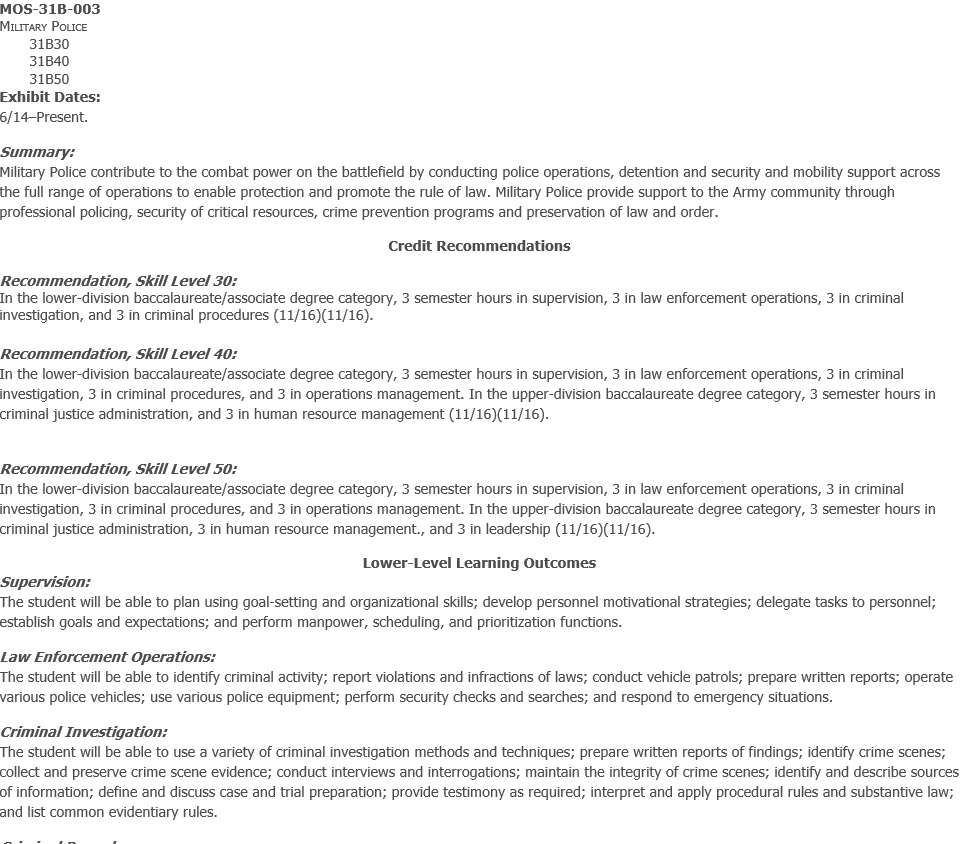 MOS-31B-003
Military Police
31B30
31B40
31B50
Exhibit Dates:
6/14–Present.
Summary:
Military Police contribute to the combat power on the battlefield by conducting police operations, detention and security and mobility support across
the full range of operations to enable protection and promote the rule of law. Military Police provide support to the Army community through
professional policing, security of critical resources, crime prevention programs and preservation of law and order.
Credit Recommendations
Recommendation, Skill Level 30:
In the lower-division baccalaureate/associate degree category, 3 semester hours in supervision, 3 in law enforcement operations, 3 in criminal
investigation, and 3 in criminal procedures (11/16)(11/16).
Recommendation, Skill Level 40:
In the lower-division baccalaureate/associate degree category, 3 semester hours in supervision, 3 in law enforcement operations, 3 in criminal
investigation, 3 in criminal procedures, and 3 in operations management. In the upper-division baccalaureate degree category, 3 semester hours in
criminal justice administration, and 3 in human resource management (11/16)(11/16).
Recommendation, Skill Level 50:
In the lower-division baccalaureate/associate degree category, 3 semester hours in supervision, 3 in law enforcement operations, 3 in criminal
investigation, 3 in criminal procedures, and 3 in operations management. In the upper-division baccalaureate degree category, 3 semester hours in
criminal justice administration, 3 in human resource management., and 3 in leadership (11/16)(11/16).
Lower-Level Learning Outcomes
Supervision:
The student will be able to plan using goal-setting and organizational skills; develop personnel motivational strategies; delegate tasks to personnel;
establish goals and expectations; and perform manpower, scheduling, and prioritization functions.
Law Enforcement Operations:
The student will be able to identify criminal activity; report violations and infractions of laws; conduct vehicle patrols; prepare written reports; operate
various police vehicles; use various police equipment; perform security checks and searches; and respond to emergency situations.
Criminal Investigation:
The student will be able to use a variety of criminal investigation methods and techniques; prepare written reports of findings; identify crime scenes;
collect and preserve crime scene evidence; conduct interviews and interrogations; maintain the integrity of crime scenes; identify and describe sources
of information; define and discuss case and trial preparation; provide testimony as required; interpret and apply procedural rules and substantive law;
and list common evidentiary rules.